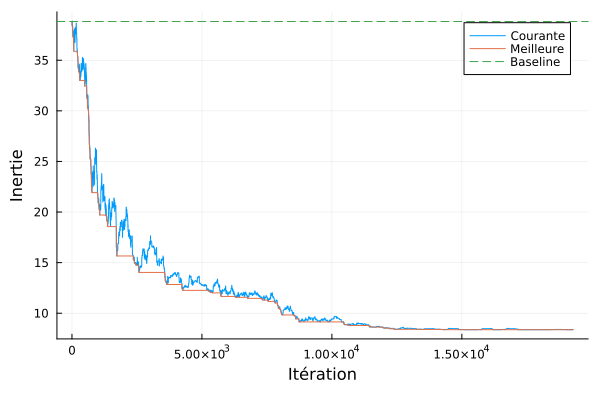 Courante
Meilleure
Baseline
35
30
25
20
15
10
Inertie
0
5.00×10³
1.00×10⁴
1.50×10⁴
Itération